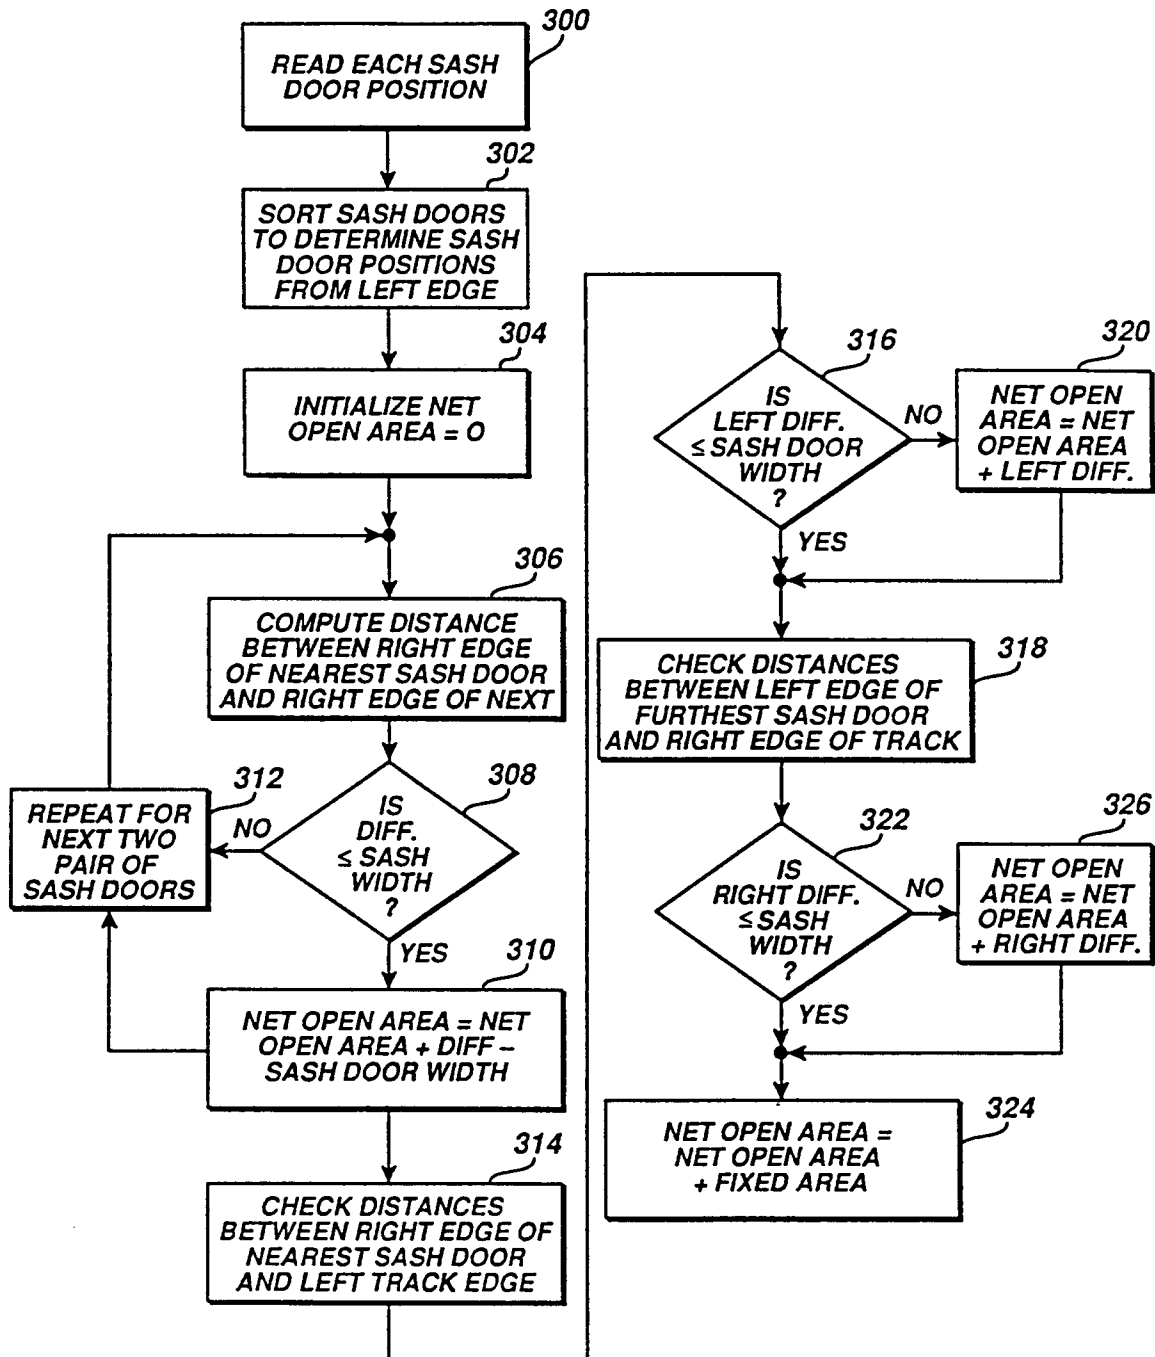 300
READ EACH SASH
DOOR POSITION
302
SORT SASH DOORS
TO DETERMINE SASH
DOOR POSITIONS
FROM LEFT EDGE
304
INITIALIZE NET
OPEN AREA = 0
306
COMPUTE DISTANCE
BETWEEN RIGHT EDGE
OF NEAREST SASH DOOR
AND RIGHT EDGE OF NEXT
308
IS
DIFF.
≤ SASH
WIDTH
?
NO
YES
312
REPEAT FOR
NEXT TWO
PAIR OF
SASH DOORS
310
NET OPEN AREA = NET
OPEN AREA + DIFF –
SASH DOOR WIDTH
314
CHECK DISTANCES
BETWEEN RIGHT EDGE OF
NEAREST SASH DOOR
AND LEFT TRACK EDGE
316
IS
LEFT DIFF.
≤ SASH DOOR
WIDTH
?
NO
YES
320
NET OPEN
AREA = NET
OPEN AREA
+ LEFT DIFF.
318
CHECK DISTANCES
BETWEEN LEFT EDGE OF
FURTHEST SASH DOOR
AND RIGHT EDGE OF TRACK
322
IS
RIGHT DIFF.
≤ SASH
WIDTH
?
NO
YES
326
NET OPEN
AREA = NET
OPEN AREA
+ RIGHT DIFF.
324
NET OPEN AREA =
NET OPEN AREA
+ FIXED AREA